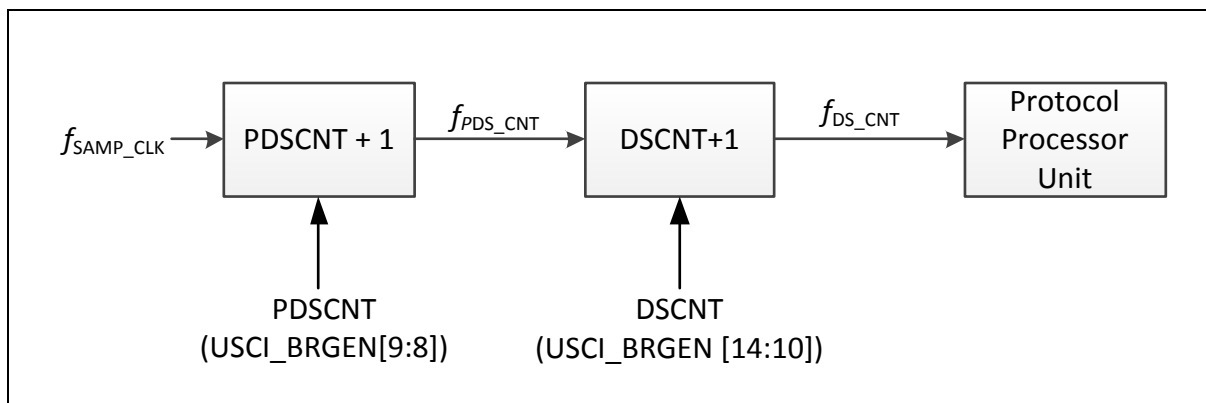 f_SAMP_CLK
PDSCNT + 1
f_PDS_CNT
DSCNT+1
f_DS_CNT
Protocol
Processor
Unit
PDSCNT
(USCI_BRGEN[9:8])
DSCNT
(USCI_BRGEN [14:10])